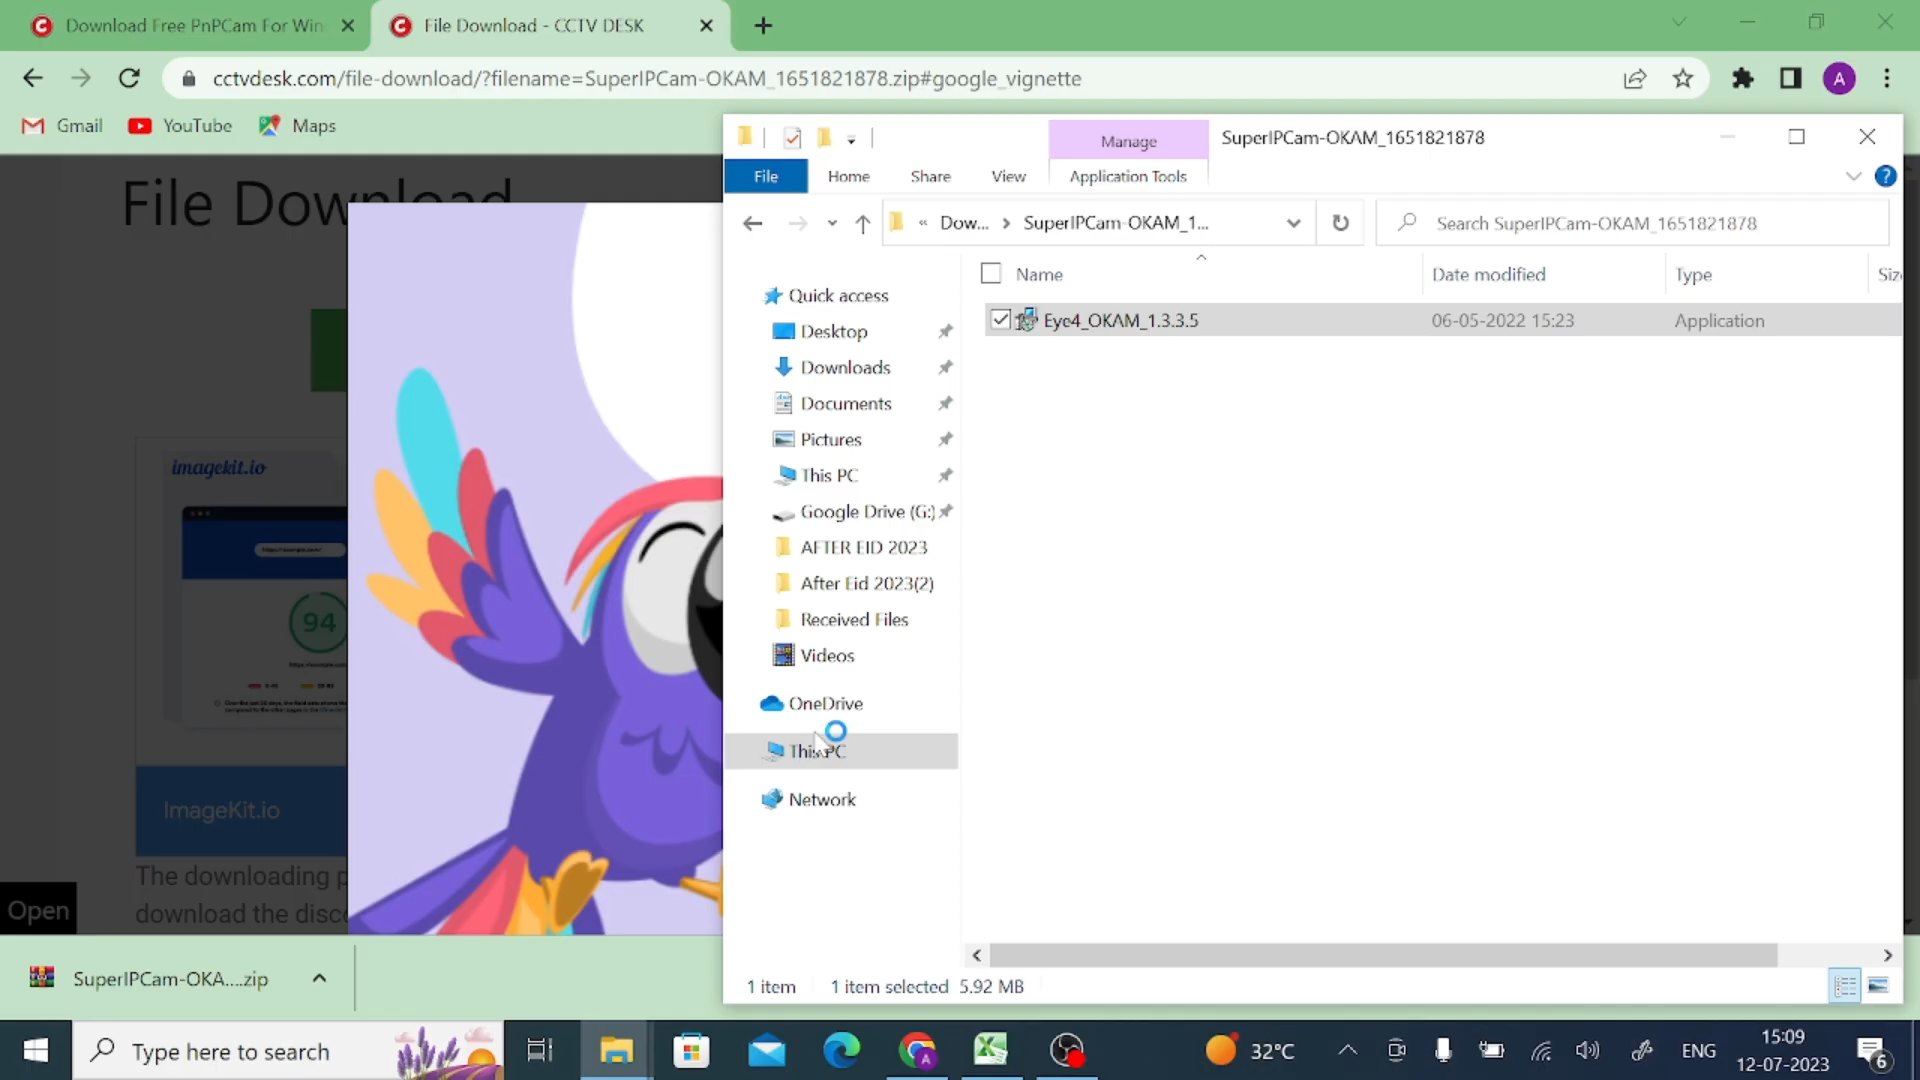 Download Free PnPCam For Win
File Download - CCTV DESK
cctvdesk.com/file-download/?filename=SuperIPCam-OKAM_1651821878.zip#google_vignette
A
Gmail
YouTube
Maps
File Download
imagekit.io
94
ImageKit.io
The downloading p
download the disc
Open
Manage
SuperIPCam-OKAM_1651821878
File
Home
Share
View
Application Tools
« Dow... > SuperIPCam-OKAM_1...
Search SuperIPCam-OKAM_1651821878
Name
Date modified
Type
Siz
Eye4_OKAM_1.3.3.5
06-05-2022 15:23
Application
Quick access
Desktop
Downloads
Documents
Pictures
This PC
Google Drive (G:)
AFTER EID 2023
After Eid 2023(2)
Received Files
Videos
OneDrive
This PC
Network
1 item
1 item selected 5.92 MB
SuperIPCam-OKA....zip
Type here to search
32°C
ENG
15:09
12-07-2023
6